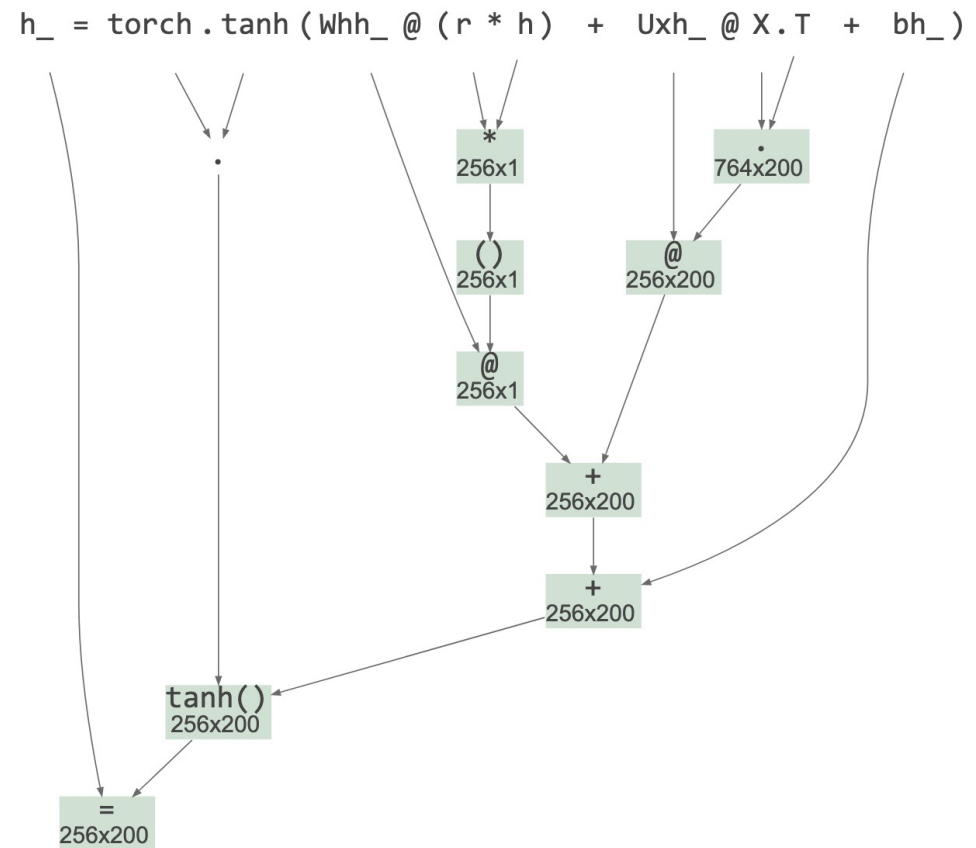 h_ = torch.tanh(Whh_ @ (r * h) + Uxh_ @ X.T + bh_)
.
*
256x1
.
764x200
()
256x1
@
256x200
@
256x1
+
256x200
+
256x200
tanh()
256x200
=
256x200